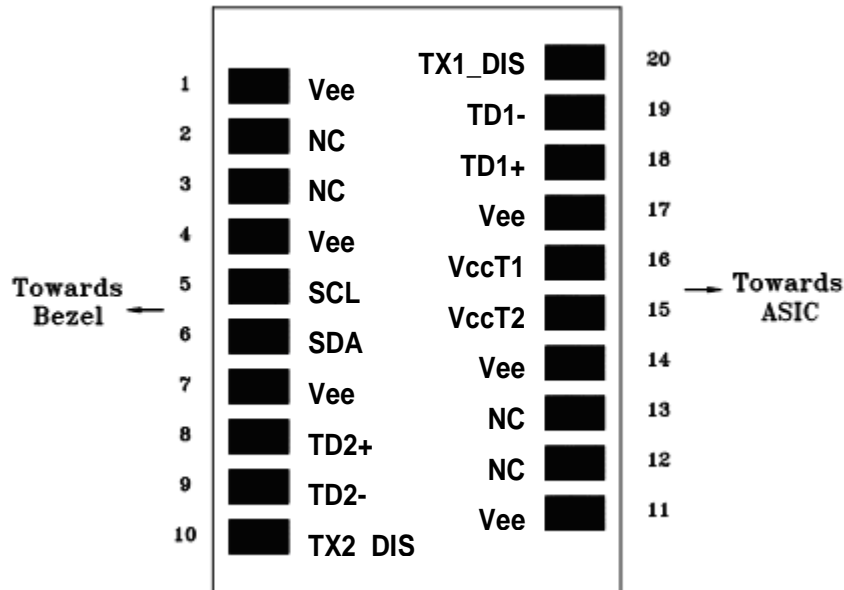 TX1_DIS 20
1 Vee
TD1- 19
2 NC
TD1+ 18
3 NC
Vee 17
4 Vee
VccT1 16
Towards
Bezel
5 SCL
Towards
ASIC
VccT2 15
6 SDA
Vee 14
7 Vee
NC 13
8 TD2+
NC 12
9 TD2-
Vee 11
10 TX2 DIS